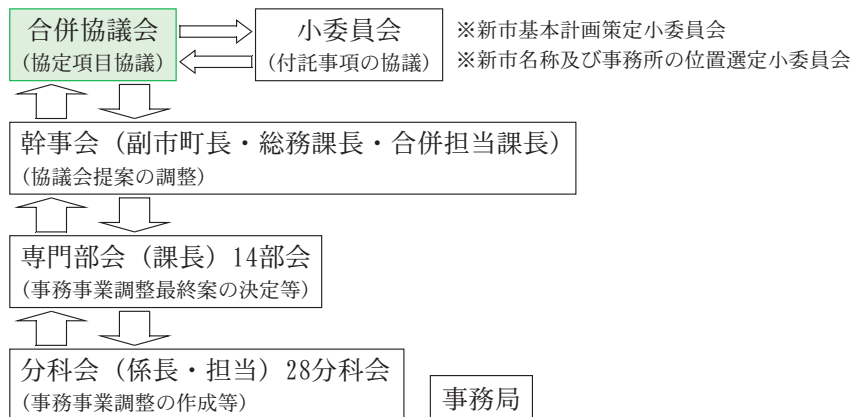 合併協議会
(協定項目協議)
小委員会
(付託事項の協議)
※新市基本計画策定小委員会
※新市名称及び事務所の位置選定小委員会
幹事会（副市町長・総務課長・合併担当課長）
(協議会提案の調整)
専門部会（課長）14部会
(事務事業調整最終案の決定等)
分科会（係長・担当）28分科会
(事務事業調整の作成等)
事務局